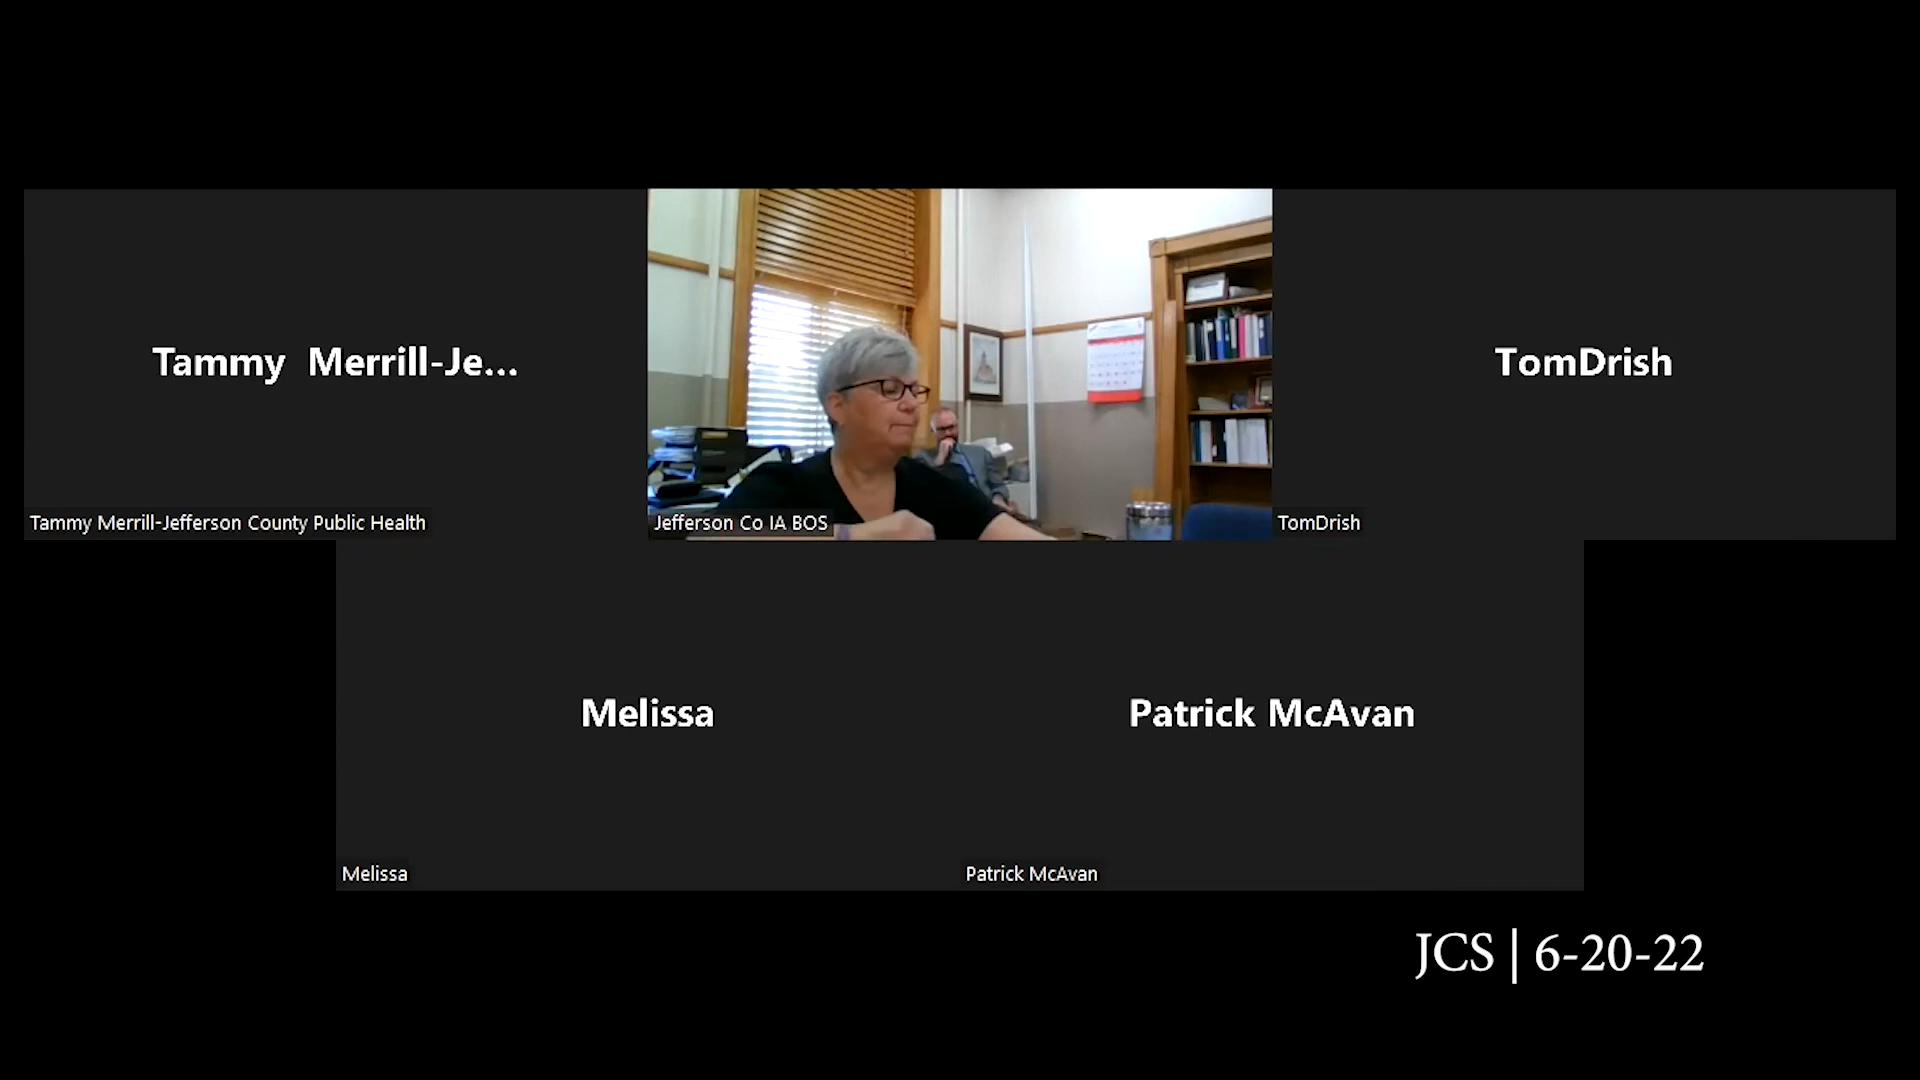 Tammy  Merrill-Je...
TomDrish
Tammy Merrill-Jefferson County Public Health
Jefferson Co IA BOS
TomDrish
Melissa
Patrick McAvan
Melissa
Patrick McAvan
JCS | 6-20-22